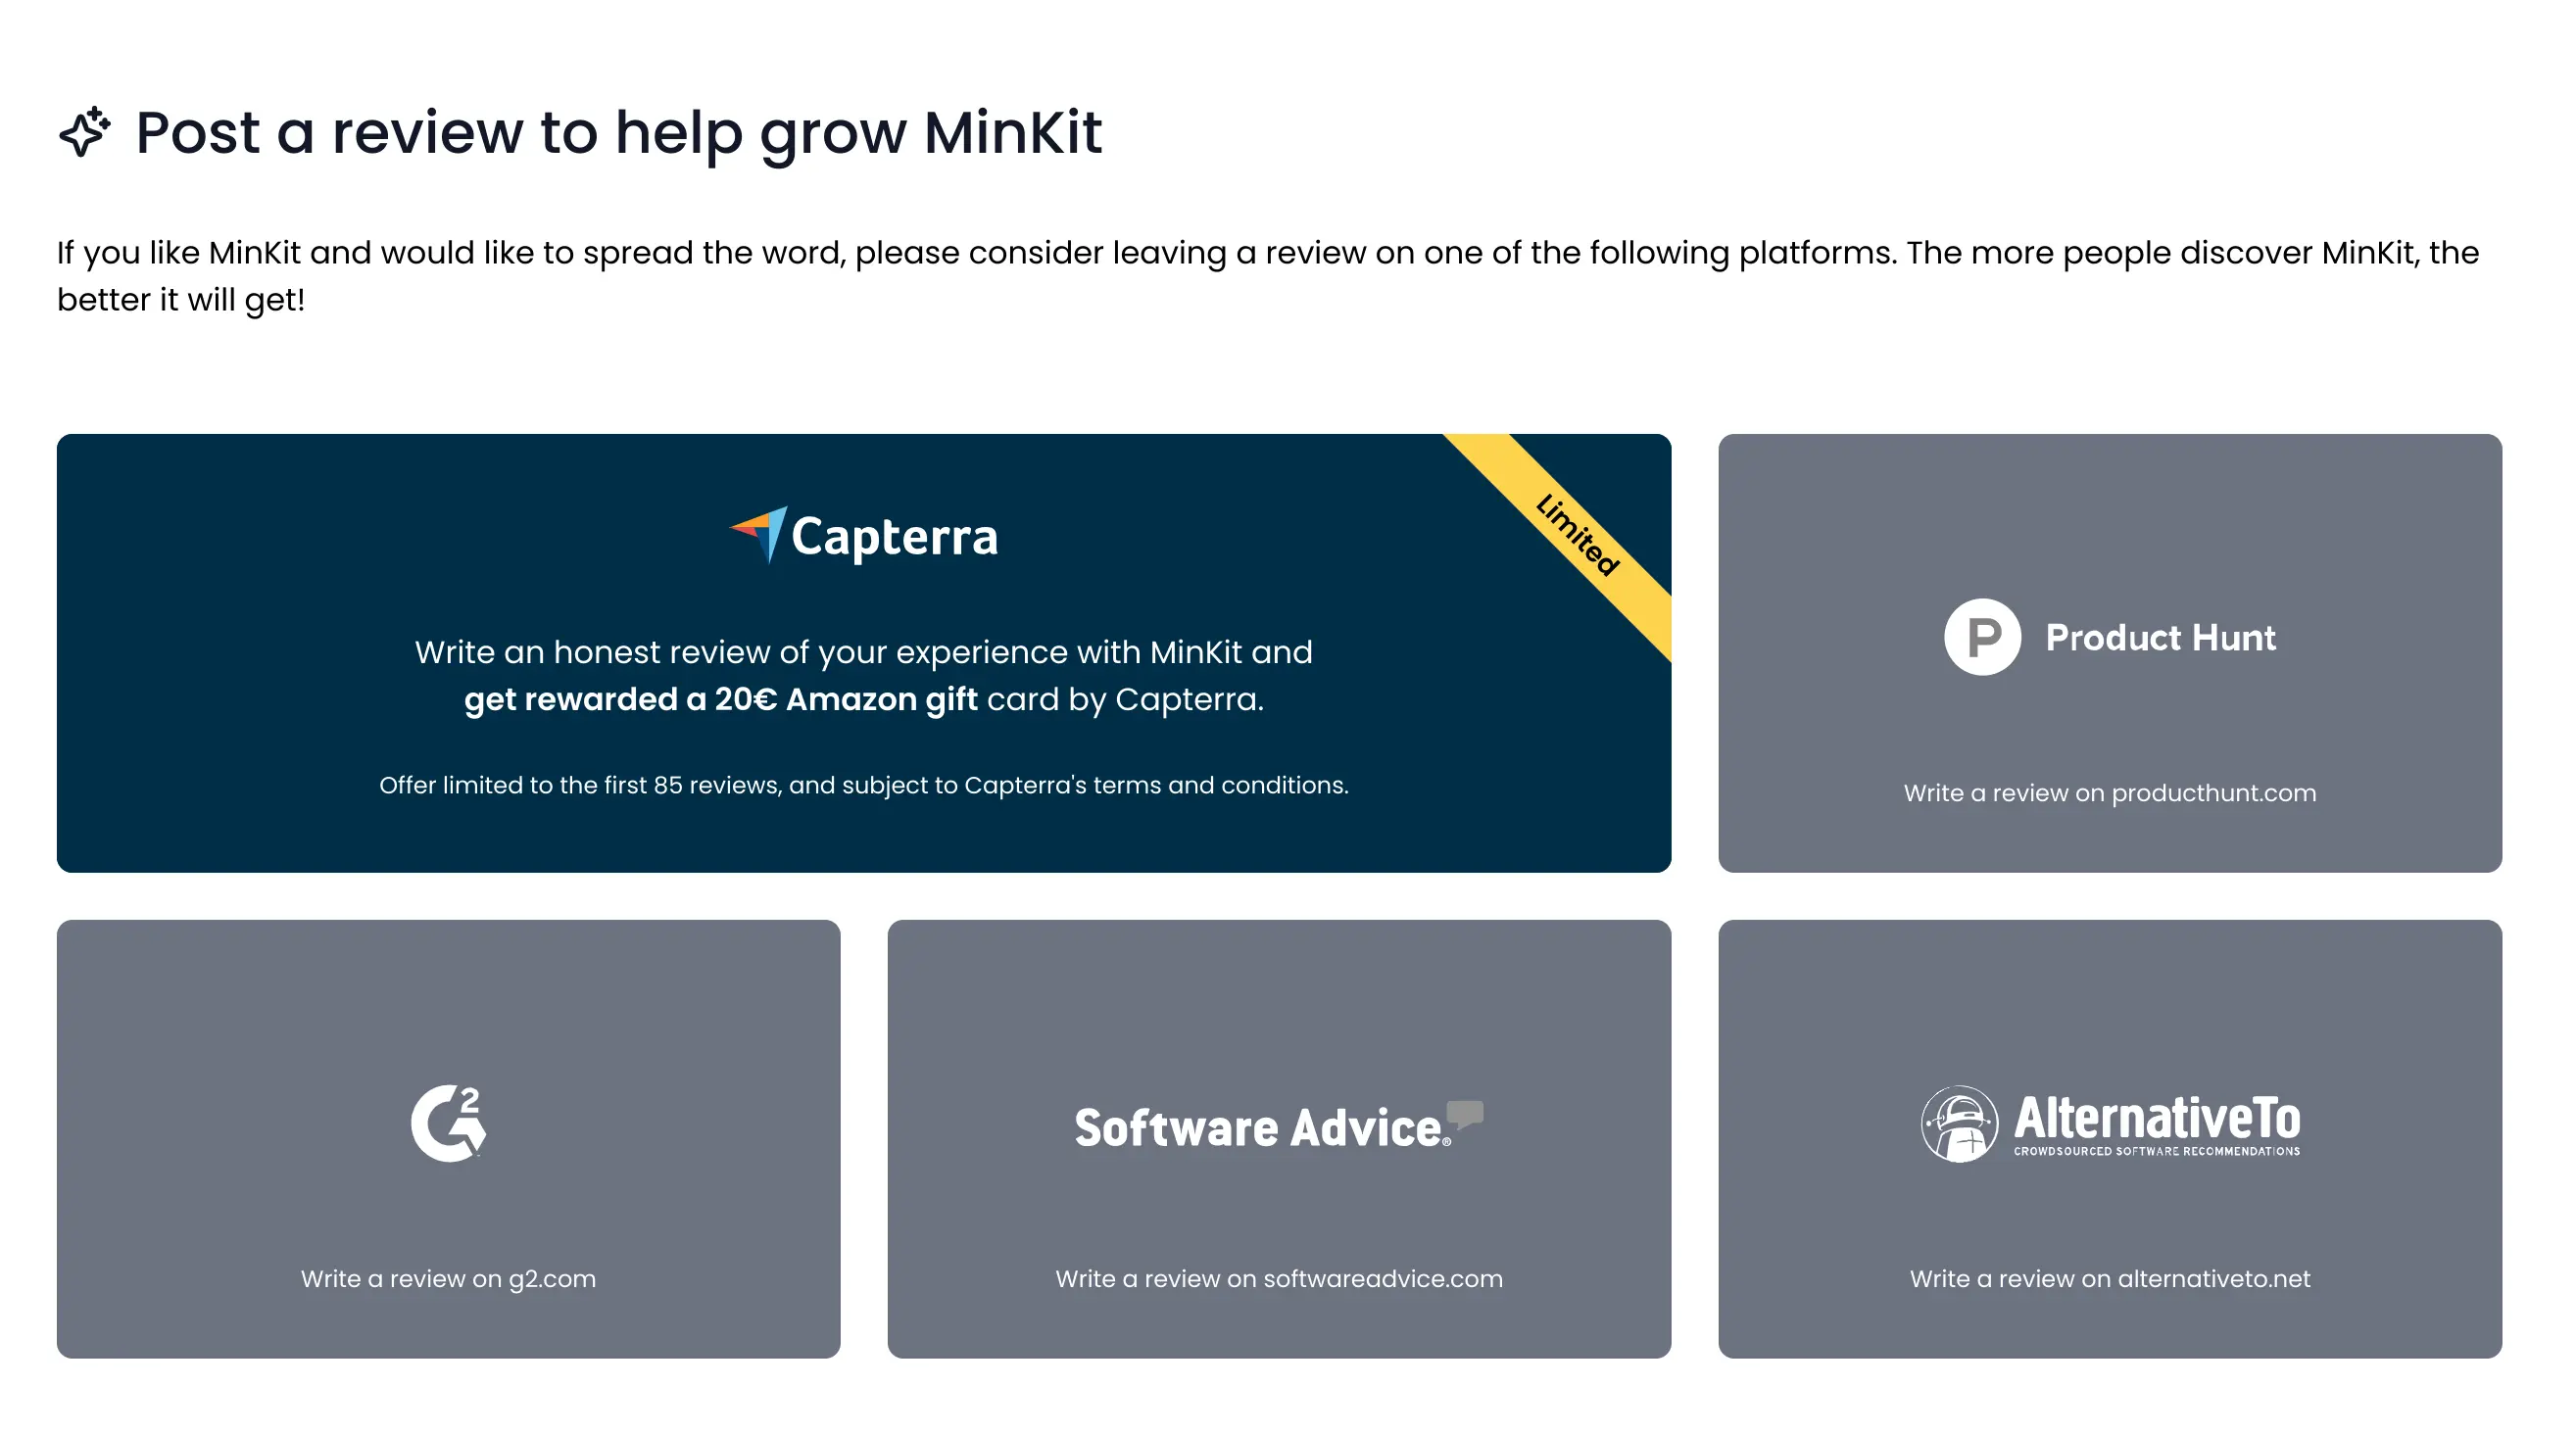 Post a review to help grow MinKit
If you like MinKit and would like to spread the word, please consider leaving a review on one of the following platforms. The more people discover MinKit, the
better it will get!
Limited
Capterra
Write an honest review of your experience with MinKit and
get rewarded a 20€ Amazon gift card by Capterra.
Offer limited to the first 85 reviews, and subject to Capterra's terms and conditions.
P Product Hunt
Write a review on producthunt.com
G2
Write a review on g2.com
Software Advice®
Write a review on softwareadvice.com
AlternativeTo
CROWDSOURCED SOFTWARE RECOMMENDATIONS
Write a review on alternativeto.net